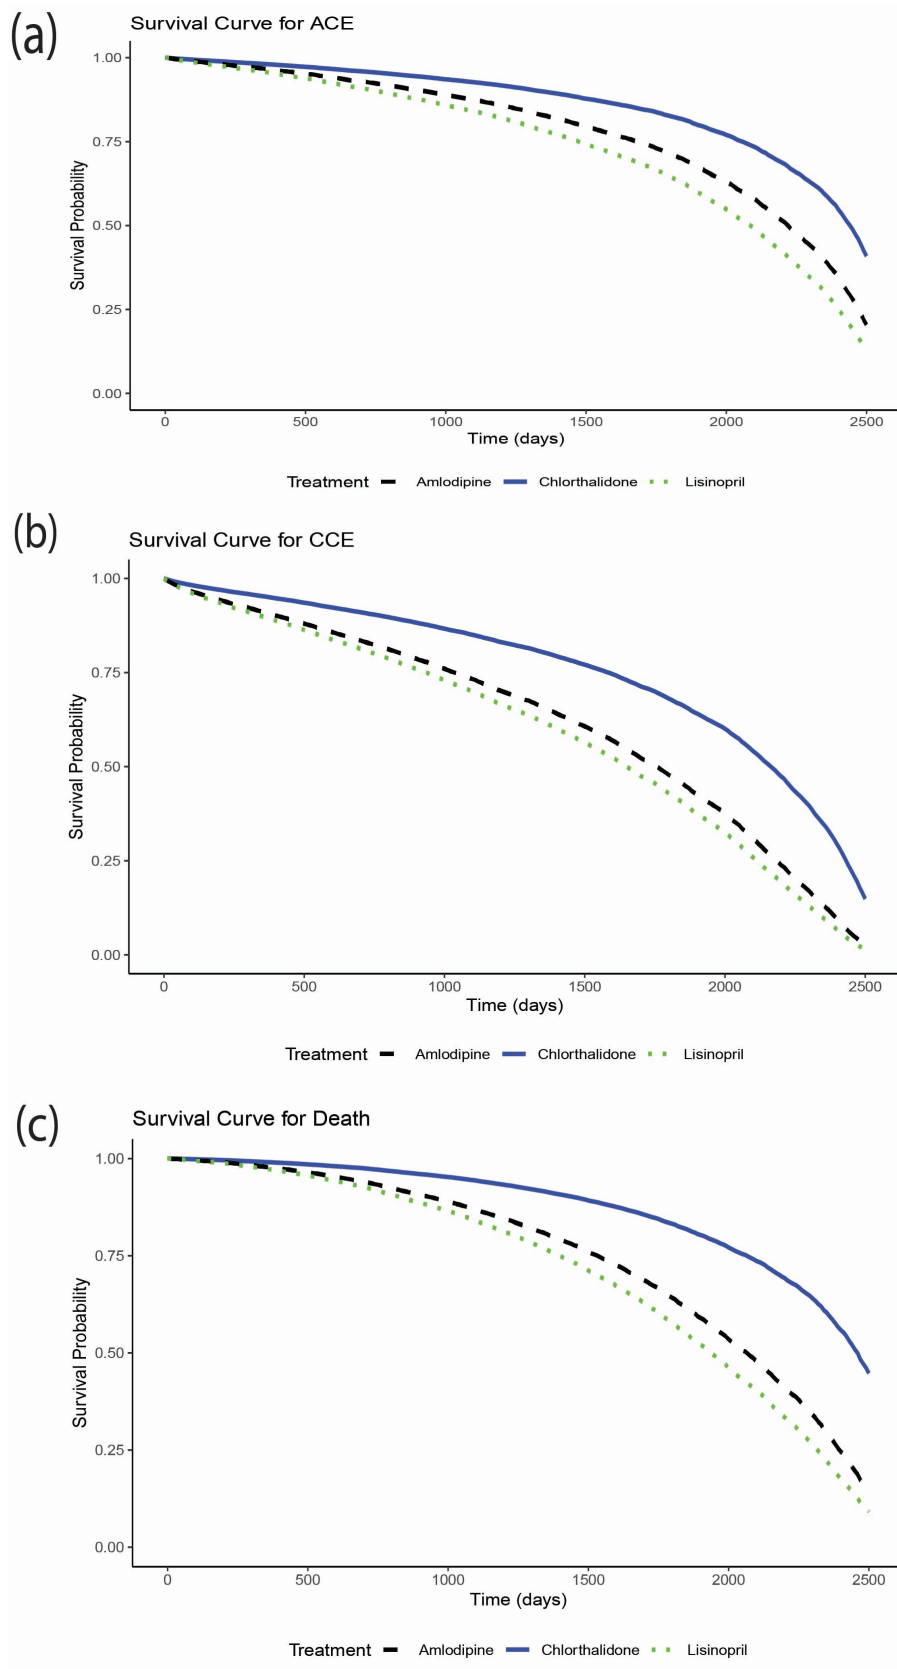 (a)
Survival Curve for ACE
1.00
0.75
0.50
0.25
0.00
Survival Probability
0 500 1000 1500 2000 2500
Time (days)
Treatment Amlodipine Chlorthalidone Lisinopril
(b)
Survival Curve for CCE
1.00
0.75
0.50
0.25
0.00
Survival Probability
0 500 1000 1500 2000 2500
Time (days)
Treatment Amlodipine Chlorthalidone Lisinopril
(c)
Survival Curve for Death
1.00
0.75
0.50
0.25
0.00
Survival Probability
0 500 1000 1500 2000 2500
Time (days)
Treatment Amlodipine Chlorthalidone Lisinopril